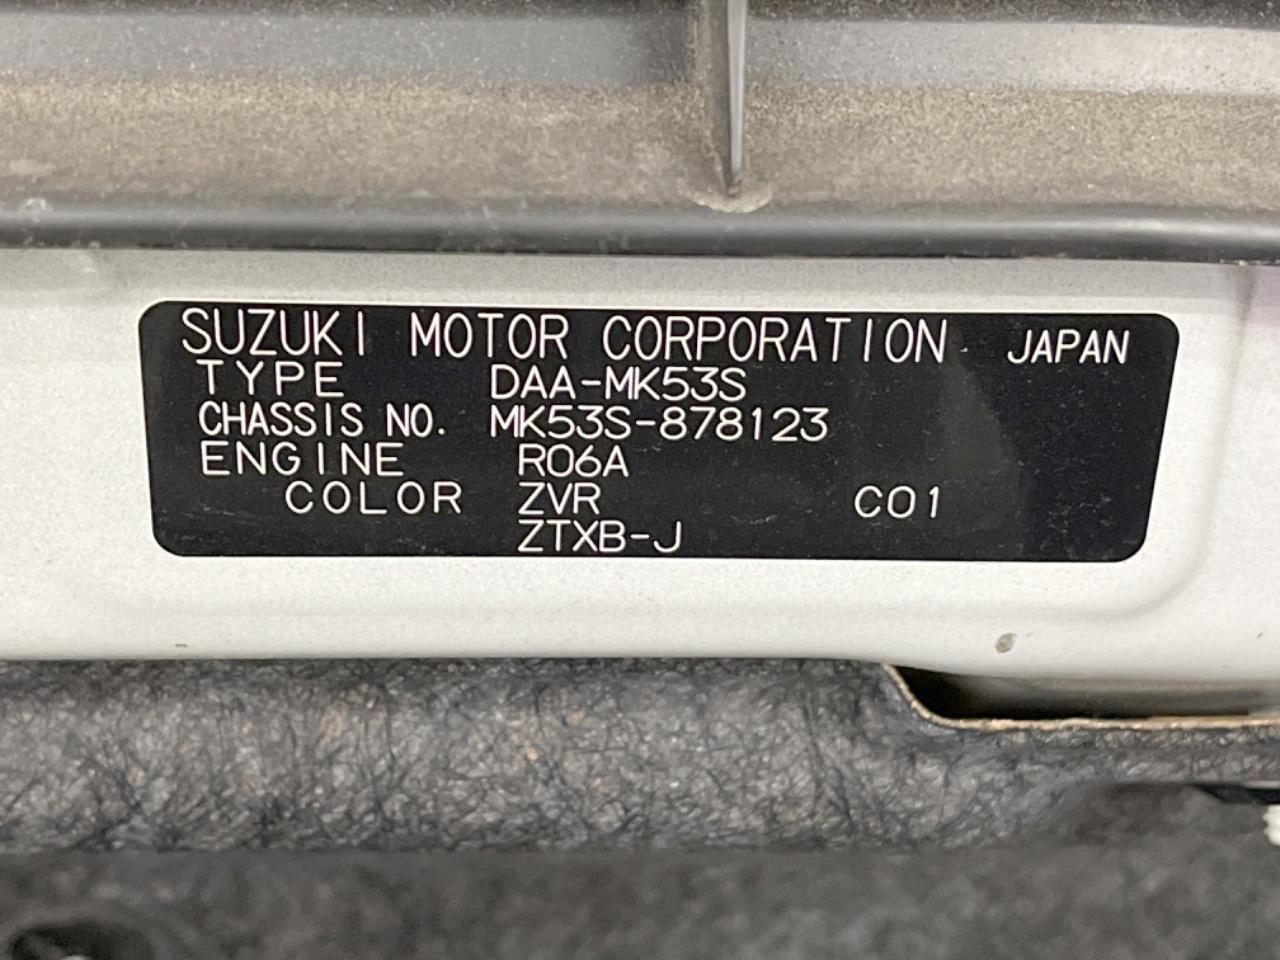 SUZUKI MOTOR CORPORATION JAPAN
TYPE DAA-MK53S
CHASSIS NO. MK53S-878123
ENGINE R06A
COLOR ZVR C01
ZTXB-J